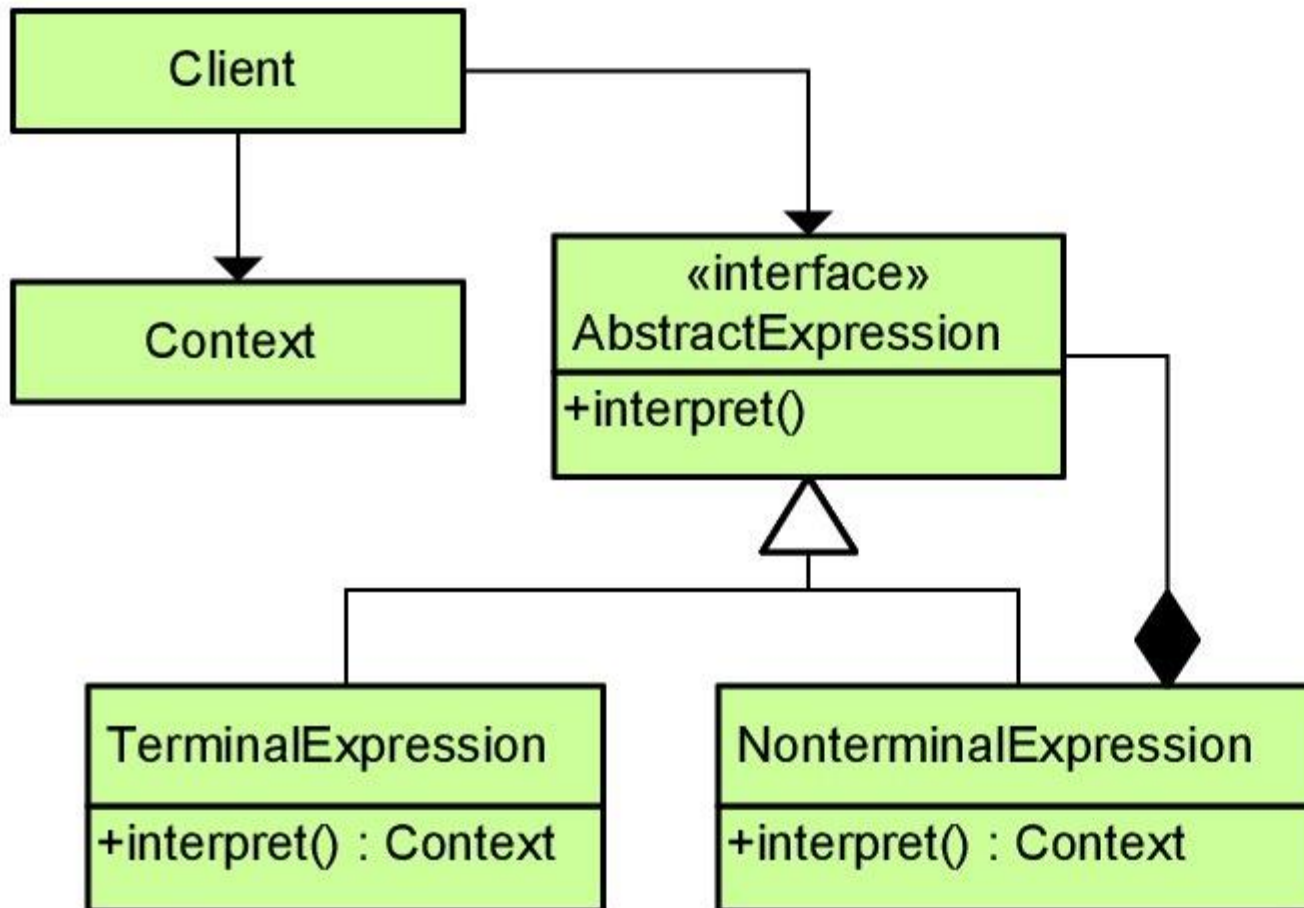 Client
Context
«interface»
AbstractExpression
+interpret()
TerminalExpression
+interpret() : Context
NonterminalExpression
+interpret() : Context